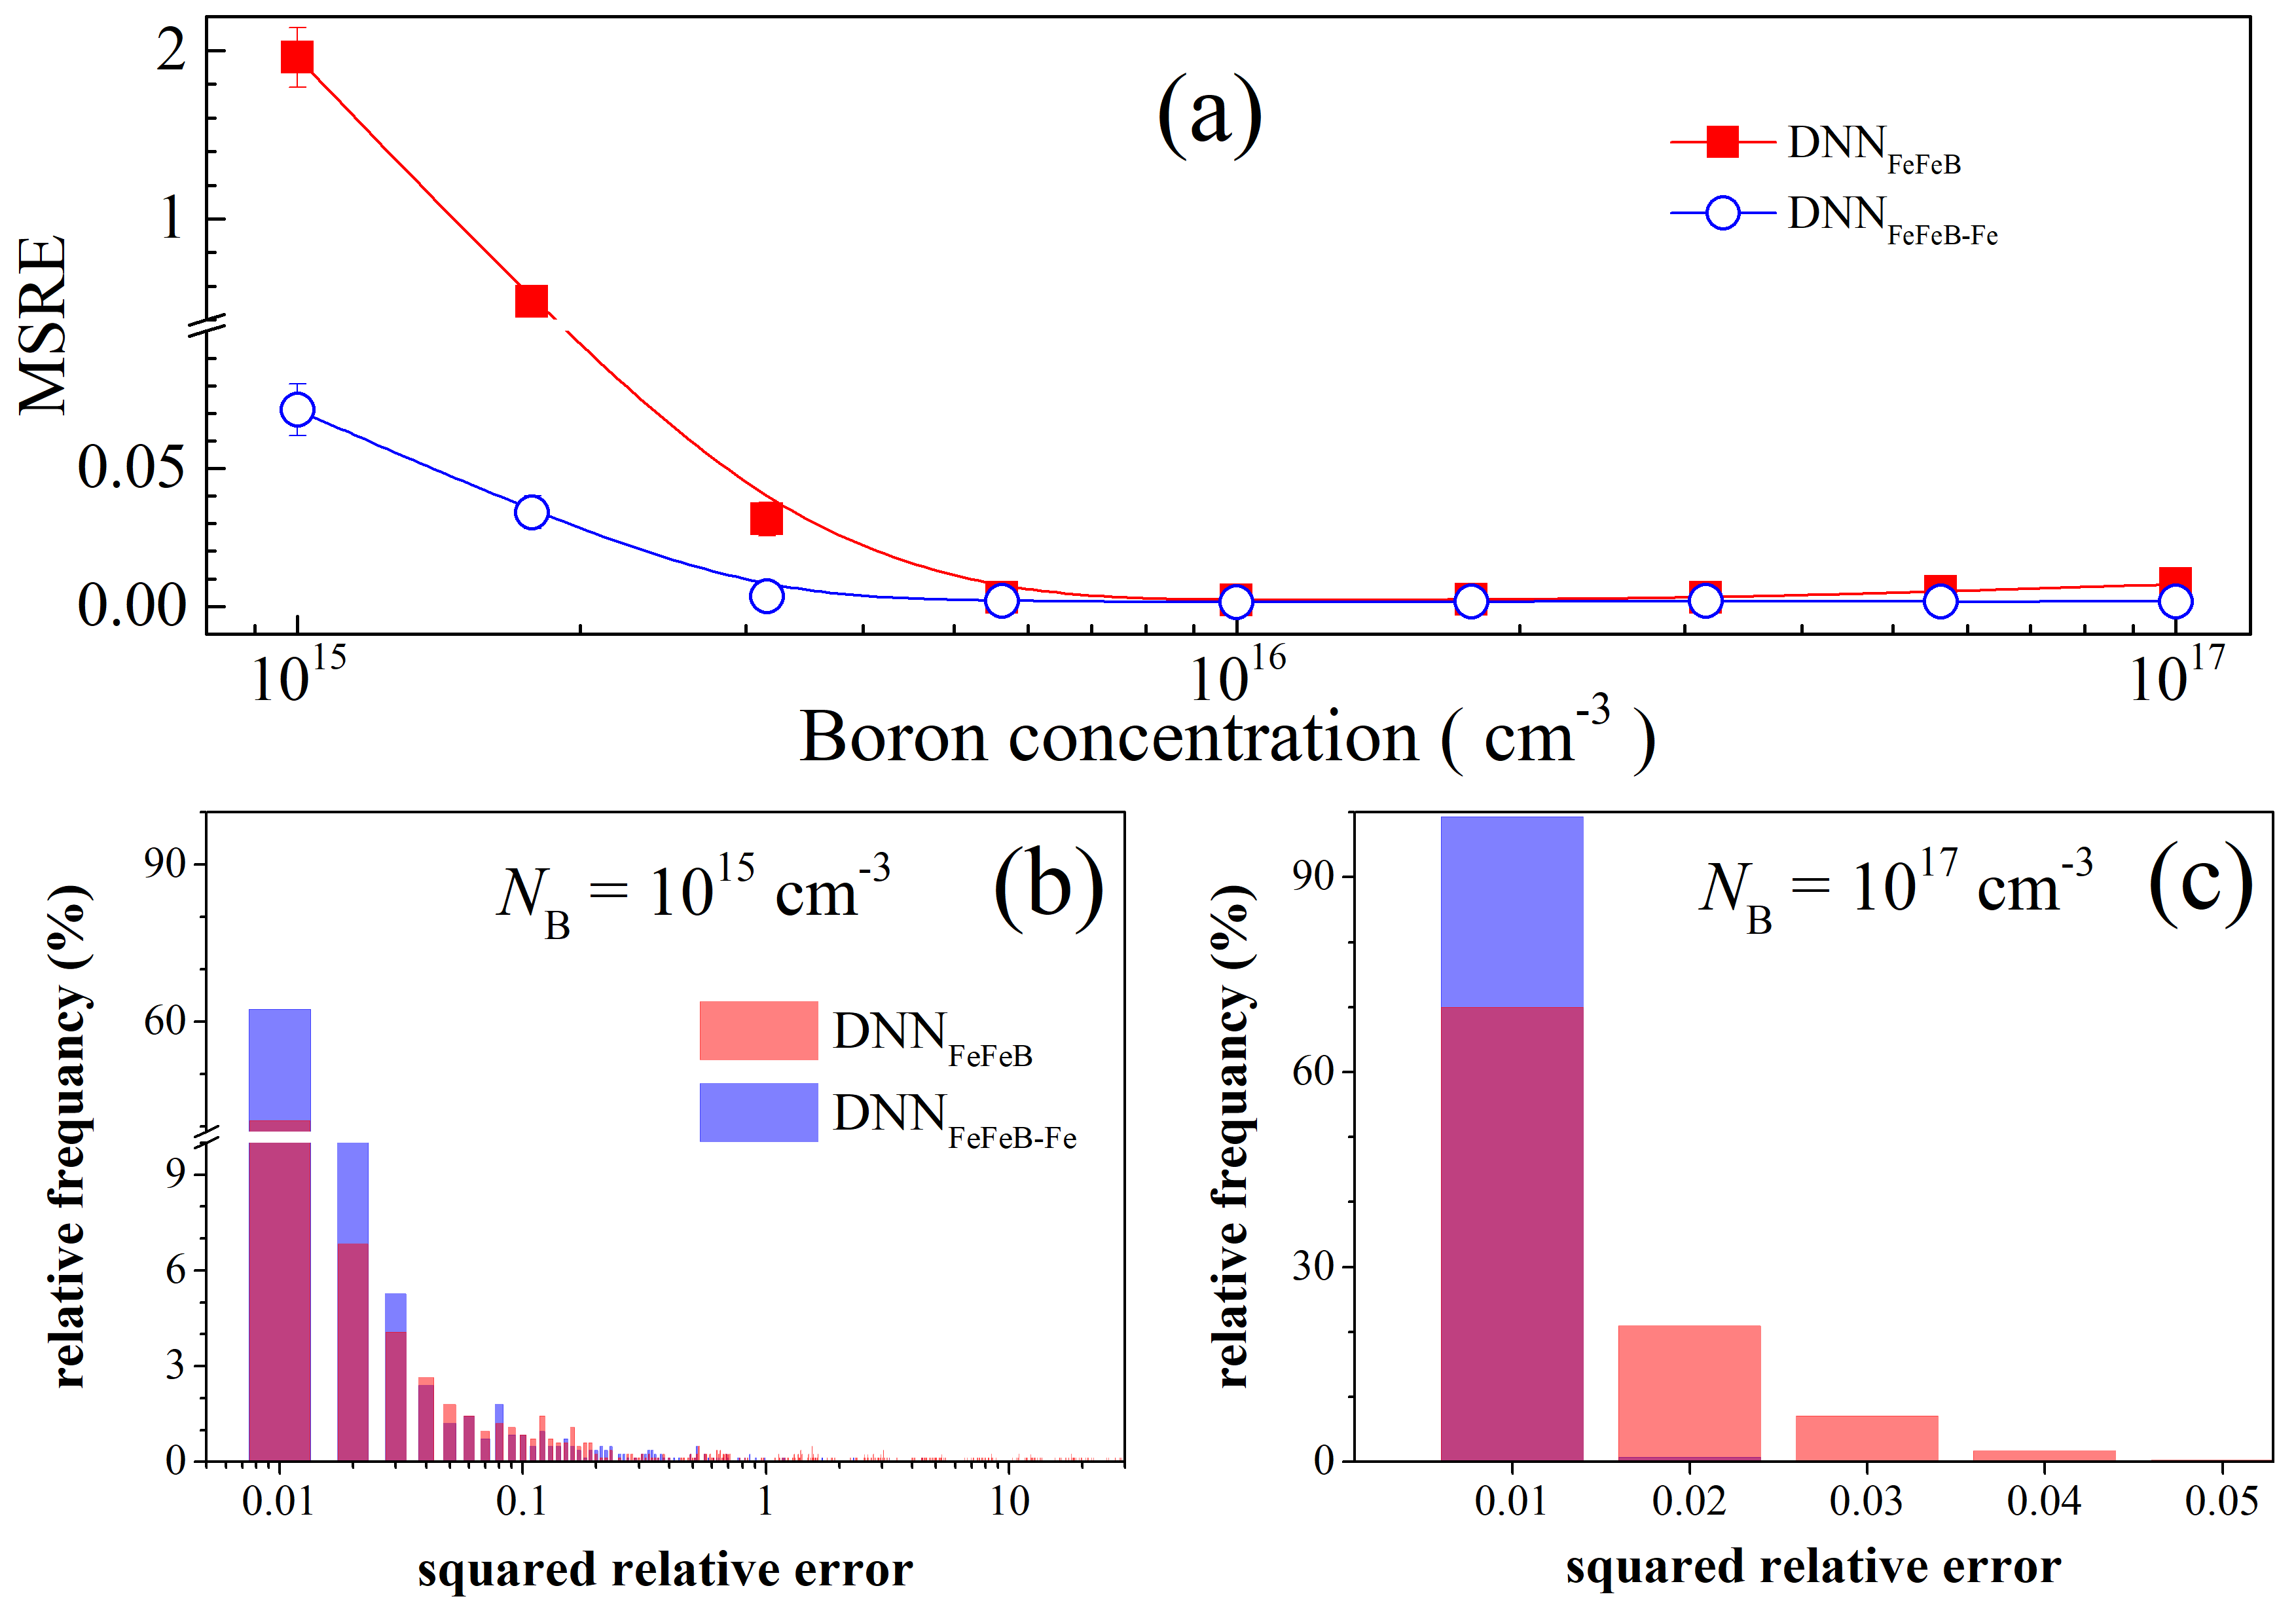 (a)
DNN_FeFeB
DNN_FeFeB-Fe
MSRE
2
1
0.05
0.00
10^15 10^16 10^17
Boron concentration ( cm^-3 )
(b)
N_B = 10^15 cm^-3
DNN_FeFeB
DNN_FeFeB-Fe
relative frequancy (%)
90
60
9
6
3
0
0.01 0.1 1 10
squared relative error
(c)
N_B = 10^17 cm^-3
relative frequancy (%)
90
60
30
0
0.01 0.02 0.03 0.04 0.05
squared relative error